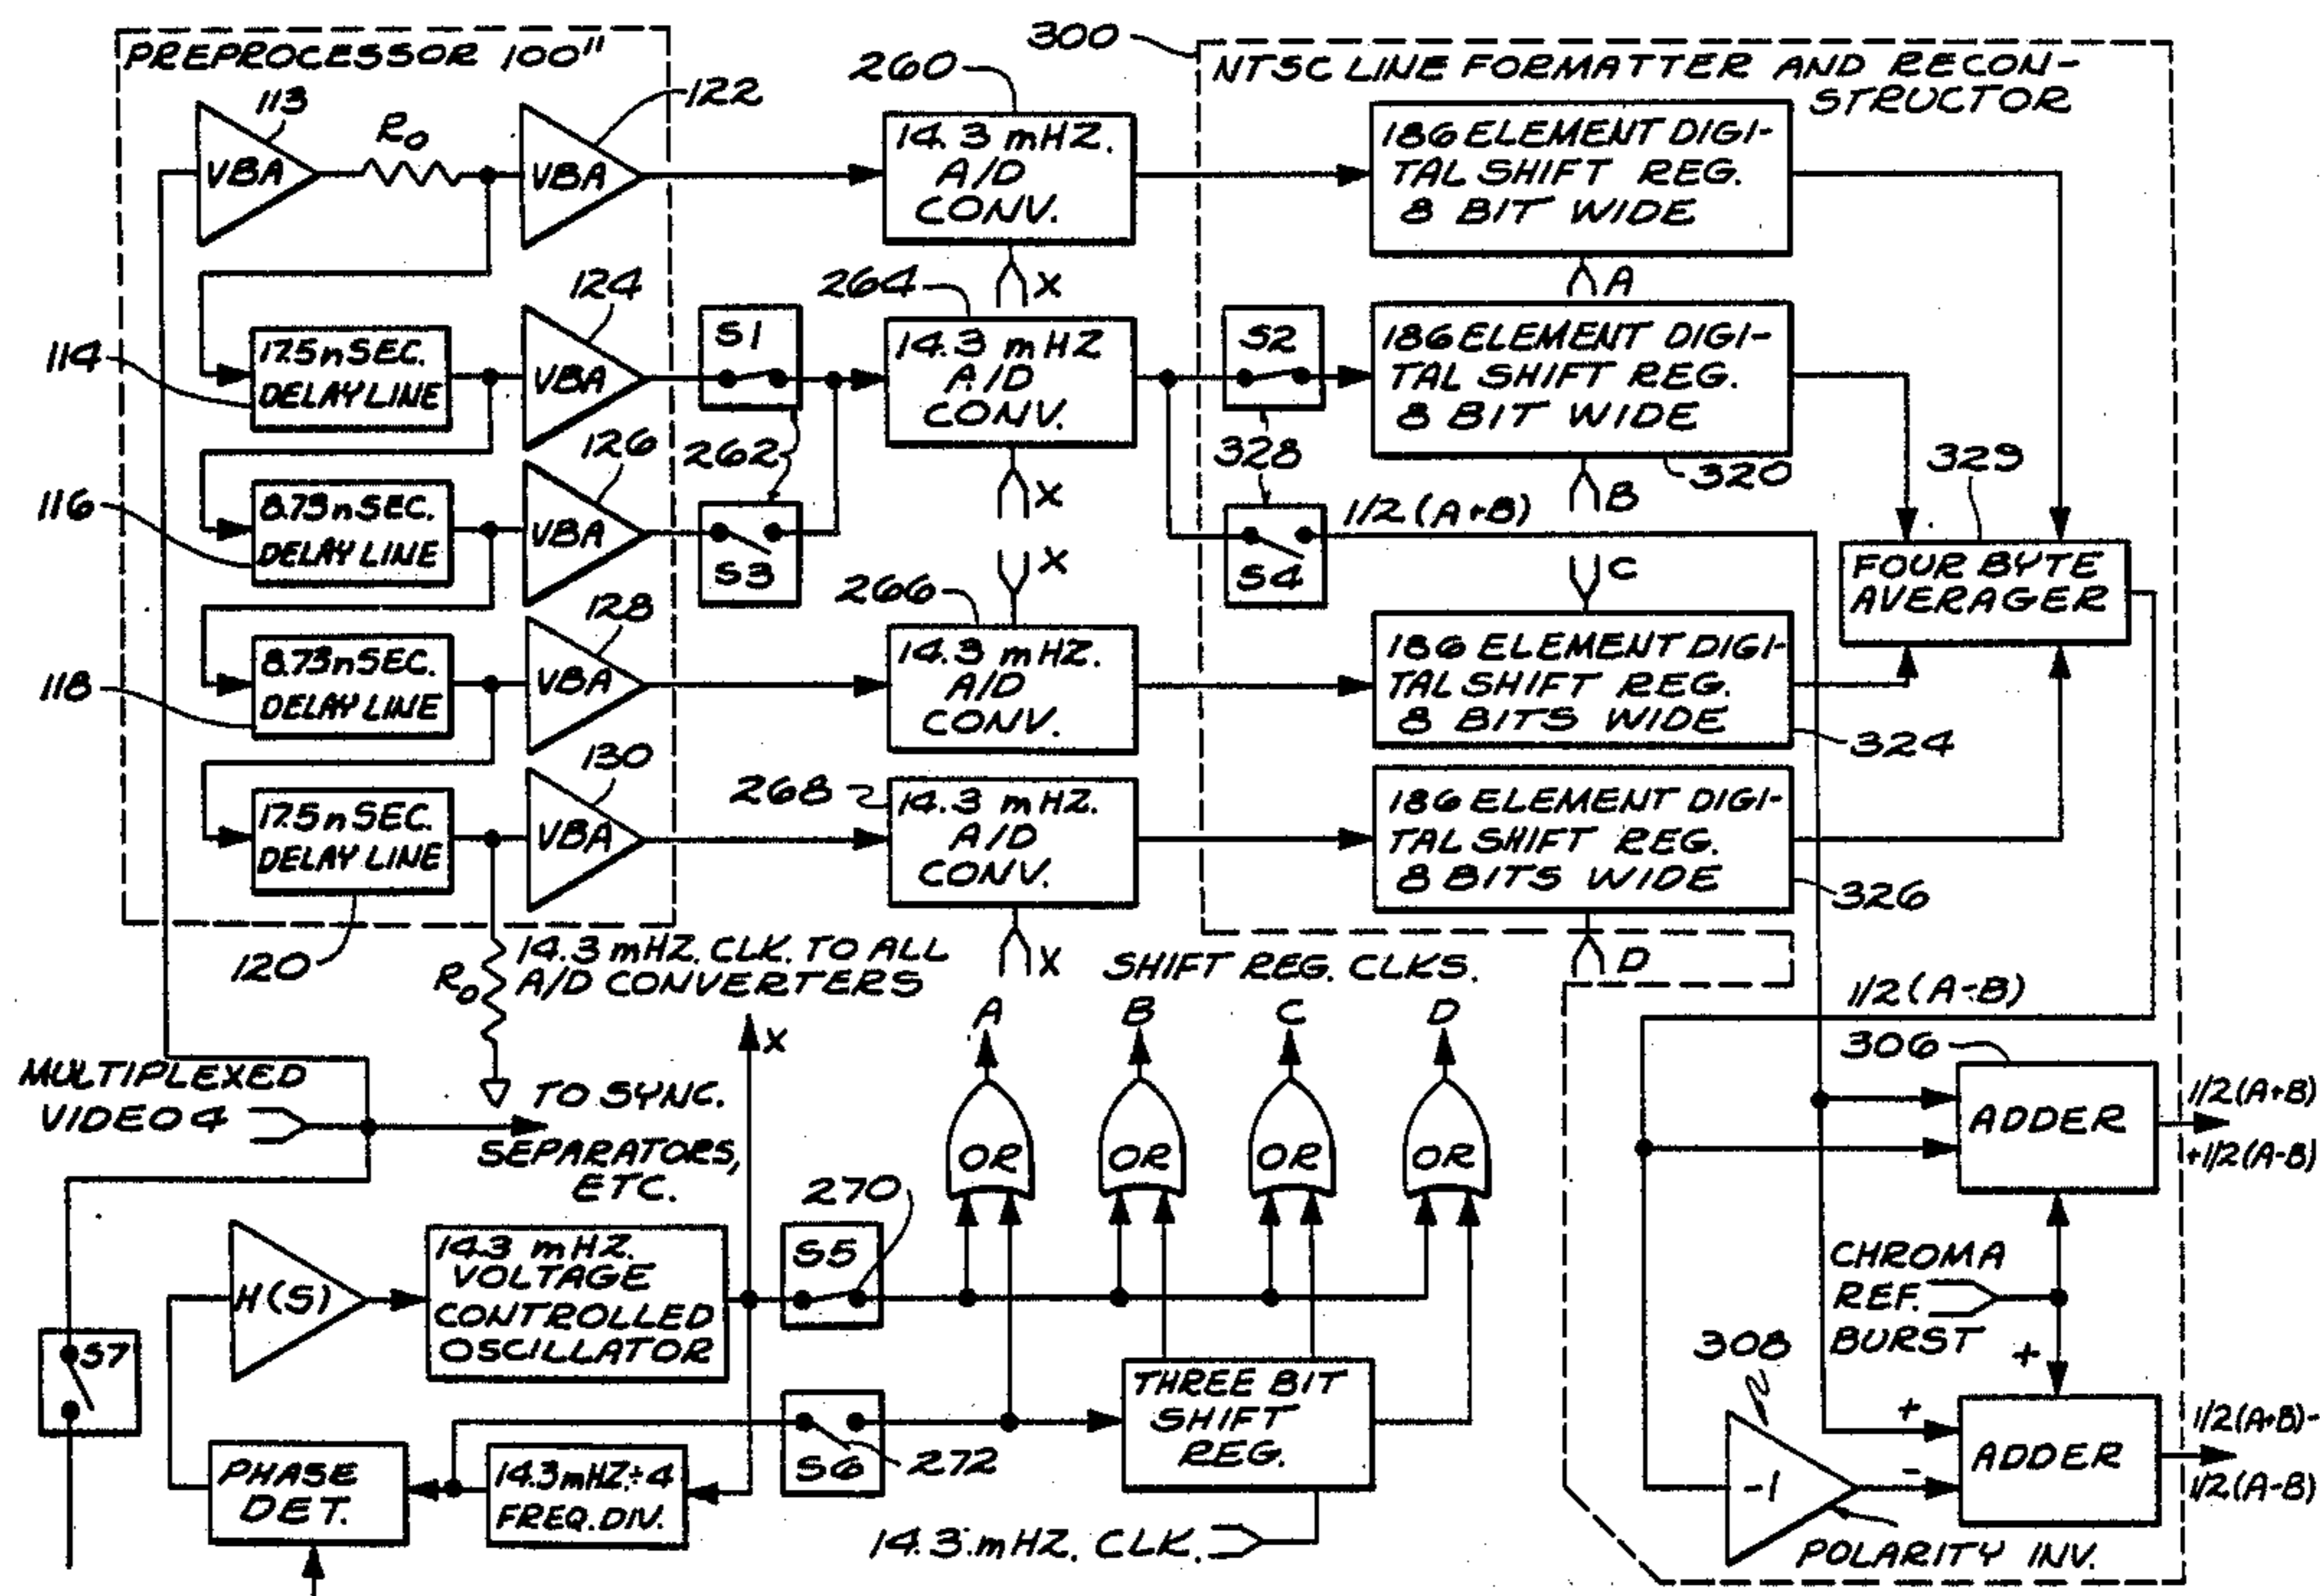 PREPROCESSOR 100"
113
R₀
VBA
VBA
122
260
14.3 mHZ.
A/D
CONV.
X
300
NTSC LINE FORMATTER AND RECON-
STRUCTOR
186 ELEMENT DIGI-
TAL SHIFT REG.
8 BIT WIDE
A
114
17.5 nSEC.
DELAY LINE
124
VBA
S1
262
264
14.3 mHZ
A/D
CONV.
X
S2
328
186 ELEMENT DIGI-
TAL SHIFT REG.
8 BIT WIDE
320
B
329
FOUR BYTE
AVERAGER
116
8.73 nSEC.
DELAY LINE
126
VBA
S3
S4
1/2 (A+B)
118
8.73 nSEC.
DELAY LINE
128
VBA
266
X
14.3 mHZ.
A/D
CONV.
C
186 ELEMENT DIGI-
TAL SHIFT REG.
8 BITS WIDE
324
120
17.5 nSEC.
DELAY LINE
130
VBA
268
14.3 mHZ.
A/D
CONV.
X
186 ELEMENT DIGI-
TAL SHIFT REG.
8 BITS WIDE
326
D
R₀
14.3 mHZ. CLK. TO ALL
A/D CONVERTERS
X
SHIFT REG. CLKS.
A
B
C
D
OR
OR
OR
OR
1/2 (A-B)
MULTIPLEXED
VIDEO 4
TO SYNC.
SEPARATORS,
ETC.
306
ADDER
1/2(A+B)
+1/2(A-B)
H(S)
14.3 mHZ.
VOLTAGE
CONTROLLED
OSCILLATOR
S5
270
CHROMA
REF.
BURST
+
S7
PHASE
DET.
14.3 mHZ÷4
FREQ. DIV.
S6
272
THREE BIT
SHIFT
REG.
14.3 mHZ. CLK.
308
-1
POLARITY INV.
+
-
ADDER
1/2(A+B)-
1/2(A-B)